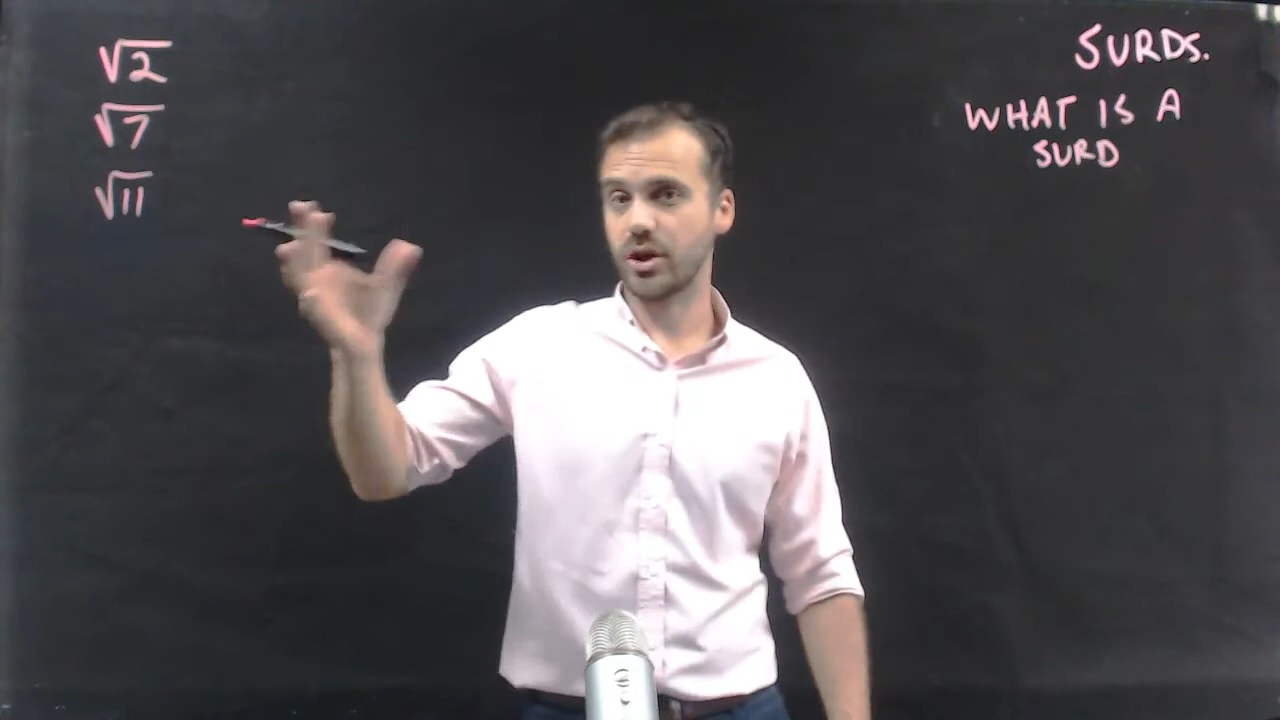 √2
√7
√11
SURDS.
WHAT IS A
SURD